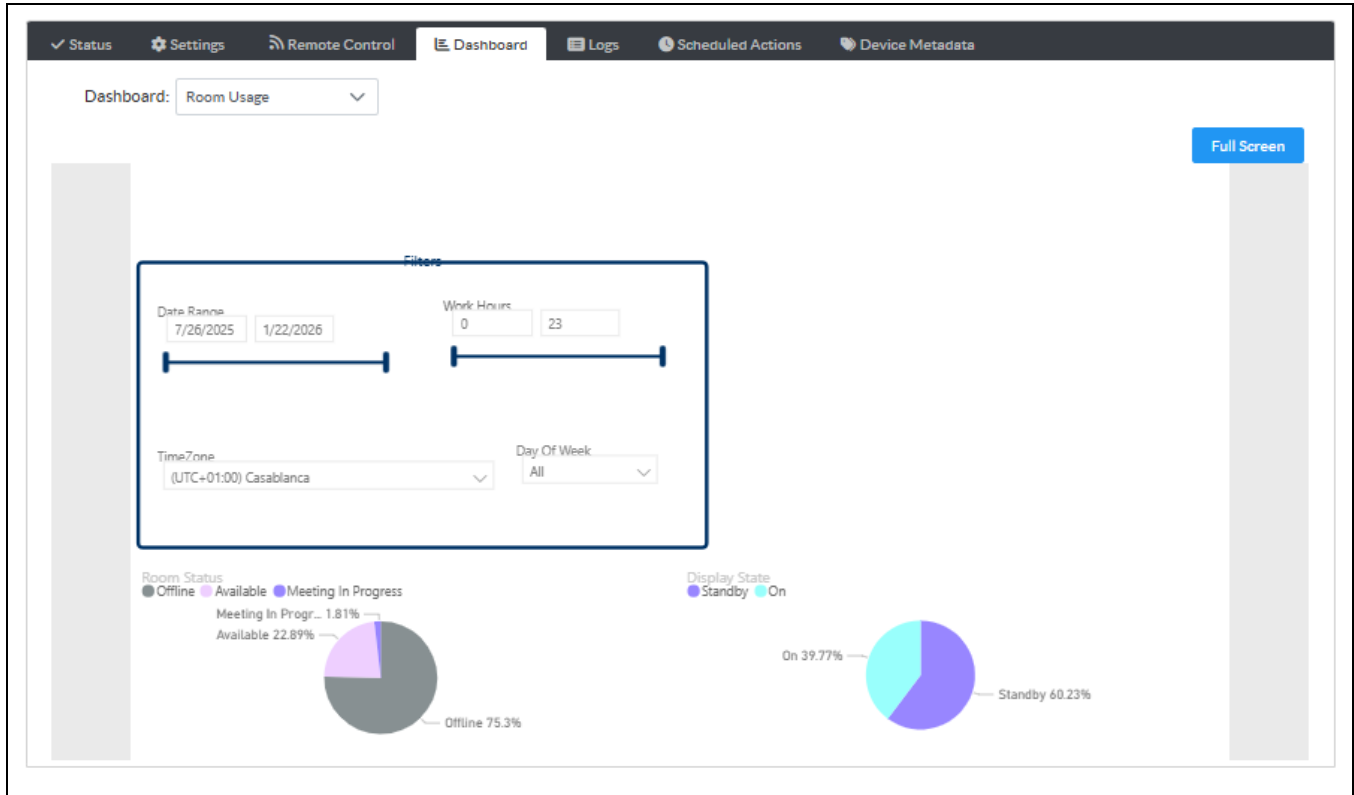 Status Settings Remote Control Dashboard Logs Scheduled Actions Device Metadata
Dashboard: Room Usage
Full Screen
Filters
Date Range
7/26/2025 1/22/2026
Work Hours
0 23
TimeZone
(UTC+01:00) Casablanca
Day Of Week
All
Room Status
Offline Available Meeting In Progress
Meeting In Progr... 1.81%
Available 22.89%
Offline 75.3%
Display State
Standby On
On 39.77%
Standby 60.23%